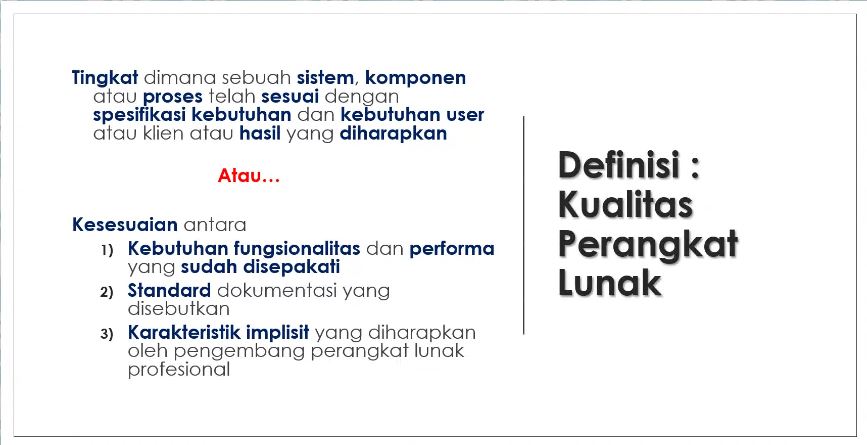 Tingkat dimana sebuah sistem, komponen
atau proses telah sesuai dengan
spesifikasi kebutuhan dan kebutuhan user
atau klien atau hasil yang diharapkan
Atau...
Kesesuaian antara
1) Kebutuhan fungsionalitas dan performa
yang sudah disepakati
2) Standard dokumentasi yang
disebutkan
3) Karakteristik implisit yang diharapkan
oleh pengembang perangkat lunak
profesional
Definisi :
Kualitas
Perangkat
Lunak